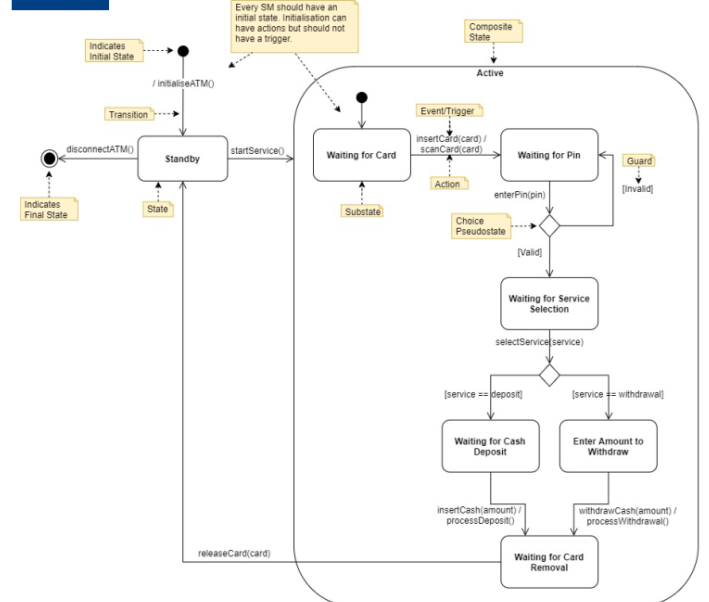 Every SM should have an
initial state. Initialisation can
have actions but should not
have a trigger.
Composite
State
Indicates
Initial State
/ initialiseATM()
Active
Transition
Event/Trigger
disconnectATM()
Standby
startService()
Waiting for Card
insertCard(card) /
scanCard(card)
Waiting for Pin
Guard
[Invalid]
Indicates
Final State
State
Substate
Action
enterPin(pin)
Choice
Pseudostate
[Valid]
Waiting for Service
Selection
selectService(service)
[service == deposit]
[service == withdrawal]
Waiting for Cash
Deposit
Enter Amount to
Withdraw
insertCash(amount) /
processDeposit()
withdrawCash(amount) /
processWithdrawal()
releaseCard(card)
Waiting for Card
Removal